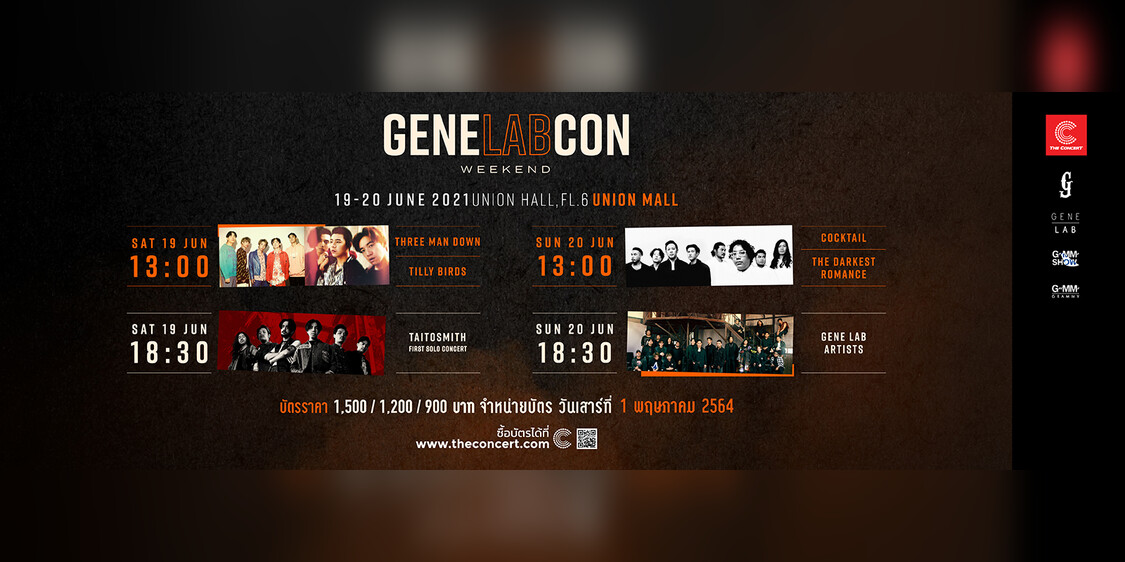 GENELABCON
WEEKEND
19-20 JUNE 2021 UNION HALL, FL.6 UNION MALL
SAT 19 JUN
13:00
THREE MAN DOWN
TILLY BIRDS
SUN 20 JUN
13:00
COCKTAIL
THE DARKEST
ROMANCE
SAT 19 JUN
18:30
TAITOSMITH
FIRST SOLO CONCERT
SUN 20 JUN
18:30
GENE LAB
ARTISTS
บัตรราคา 1,500 / 1,200 / 900 บาท จำหน่ายบัตร วันเสาร์ที่ 1 พฤษภาคม 2564
ซื้อบัตรได้ที่
www.theconcert.com
THE CONCERT
GENE
LAB
GMM
SHOW
GMM
GRAMMY